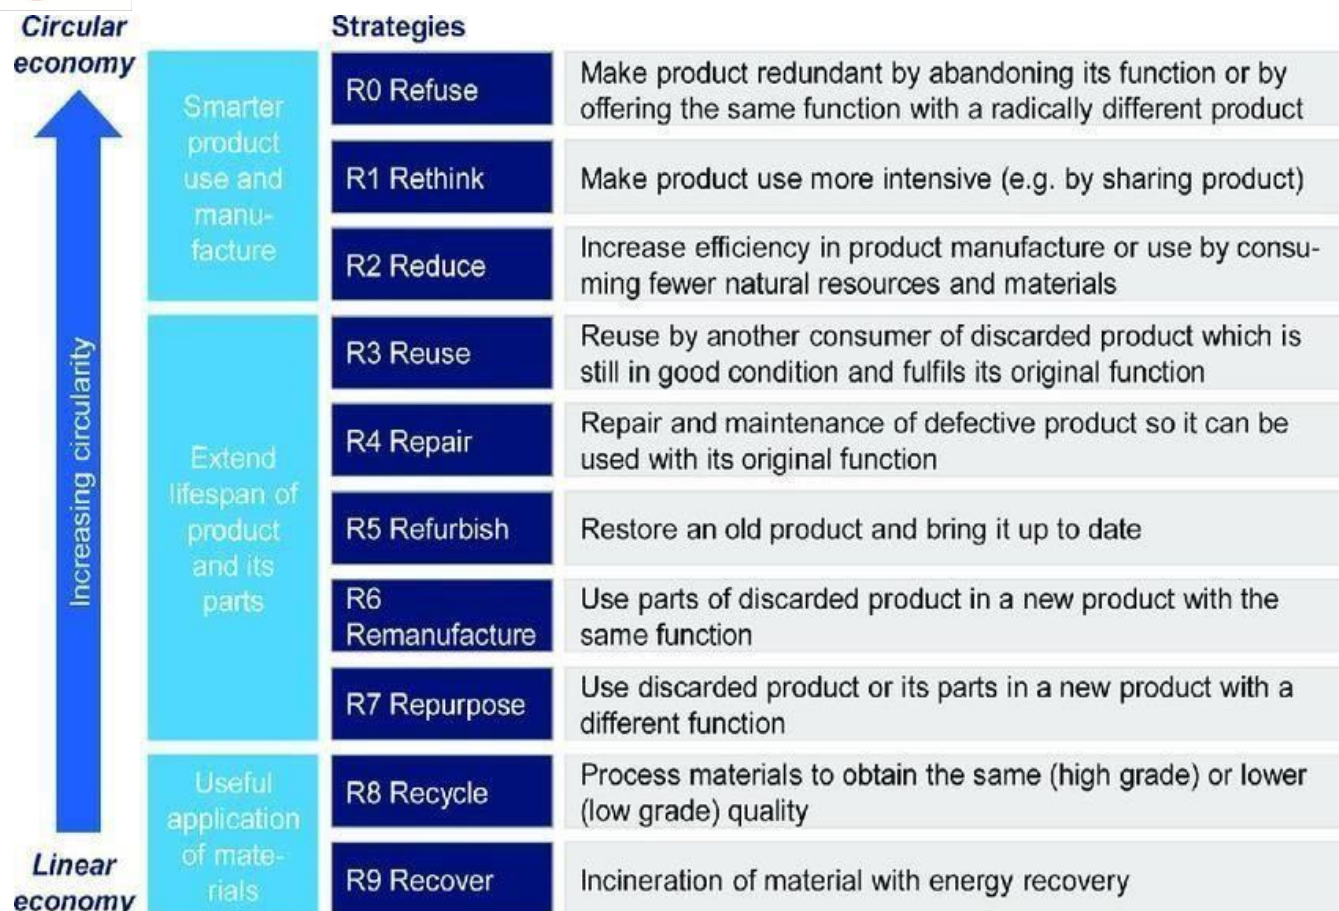 Circular
economy
Strategies
Smarter
product
use and
manu-
facture
R0 Refuse
Make product redundant by abandoning its function or by
offering the same function with a radically different product
R1 Rethink
Make product use more intensive (e.g. by sharing product)
R2 Reduce
Increase efficiency in product manufacture or use by consu-
ming fewer natural resources and materials
Increasing circularity
Extend
lifespan of
product
and its
parts
R3 Reuse
Reuse by another consumer of discarded product which is
still in good condition and fulfils its original function
R4 Repair
Repair and maintenance of defective product so it can be
used with its original function
R5 Refurbish
Restore an old product and bring it up to date
R6
Remanufacture
Use parts of discarded product in a new product with the
same function
R7 Repurpose
Use discarded product or its parts in a new product with a
different function
Useful
application
of mate-
rials
R8 Recycle
Process materials to obtain the same (high grade) or lower
(low grade) quality
R9 Recover
Incineration of material with energy recovery
Linear
economy